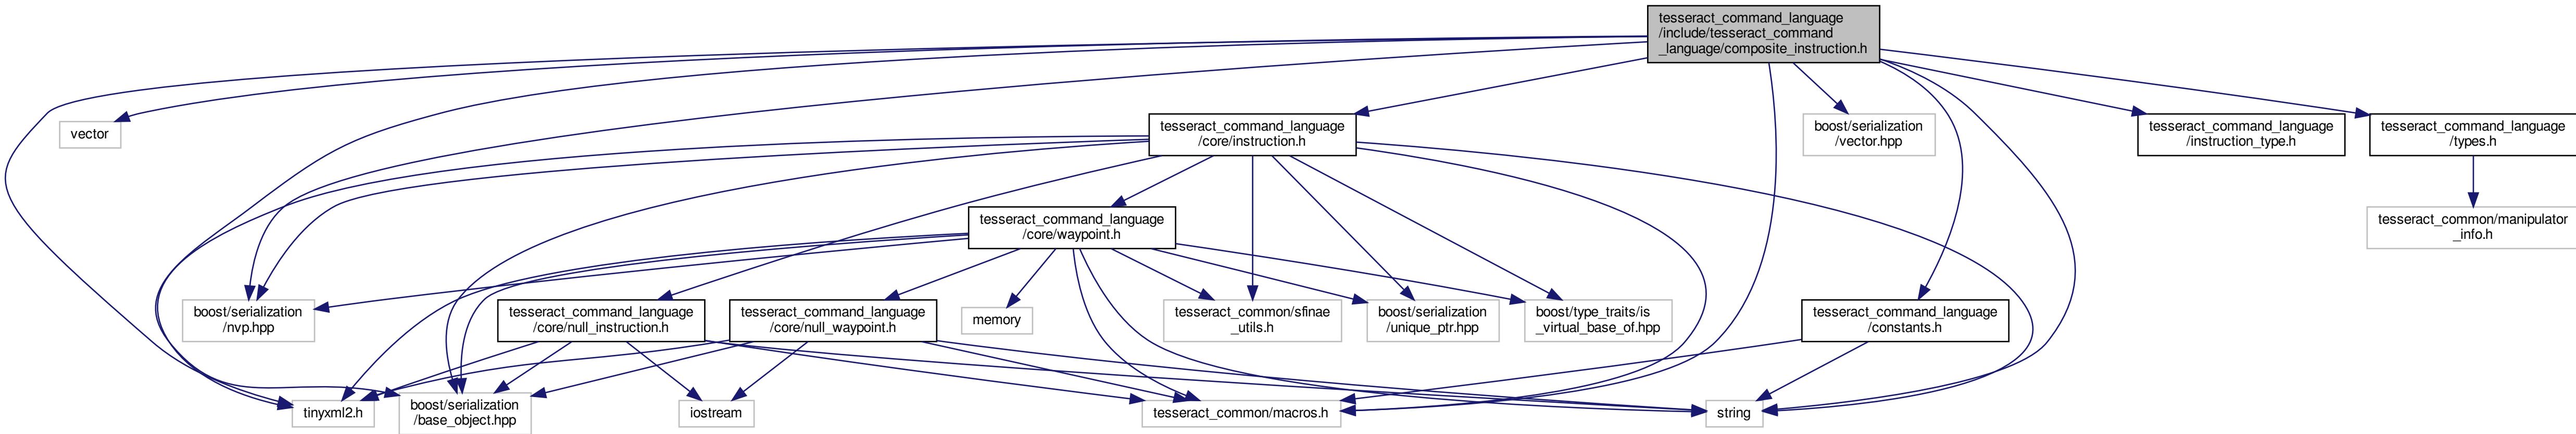 tesseract_command_language
/include/tesseract_command
_language/composite_instruction.h
vector
tesseract_command_language
/core/instruction.h
boost/serialization
/vector.hpp
tesseract_command_language
/instruction_type.h
tesseract_command_language
/types.h
tesseract_command_language
/core/waypoint.h
tesseract_common/manipulator
_info.h
boost/serialization
/nvp.hpp
tesseract_command_language
/core/null_instruction.h
tesseract_command_language
/core/null_waypoint.h
memory
tesseract_common/sfinae
_utils.h
boost/serialization
/unique_ptr.hpp
boost/type_traits/is
_virtual_base_of.hpp
tesseract_command_language
/constants.h
tinyxml2.h
boost/serialization
/base_object.hpp
iostream
tesseract_common/macros.h
string